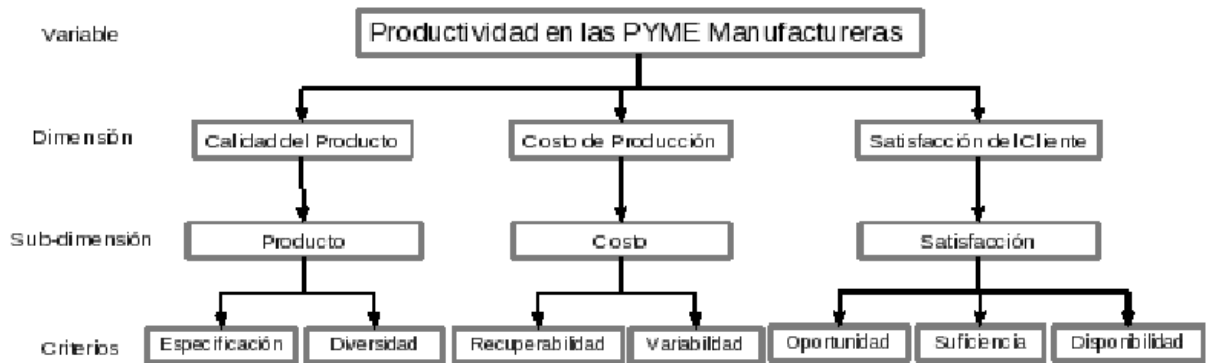 Variable
Productividad en las PYME Manufactureras
Dimensión
Calidad del Producto
Costo de Producción
Satisfacción del Cliente
Sub-dimensión
Producto
Costo
Satisfacción
Criterios
Especificación
Diversidad
Recuperabilidad
Variabilidad
Oportunidad
Suficiencia
Disponibilidad